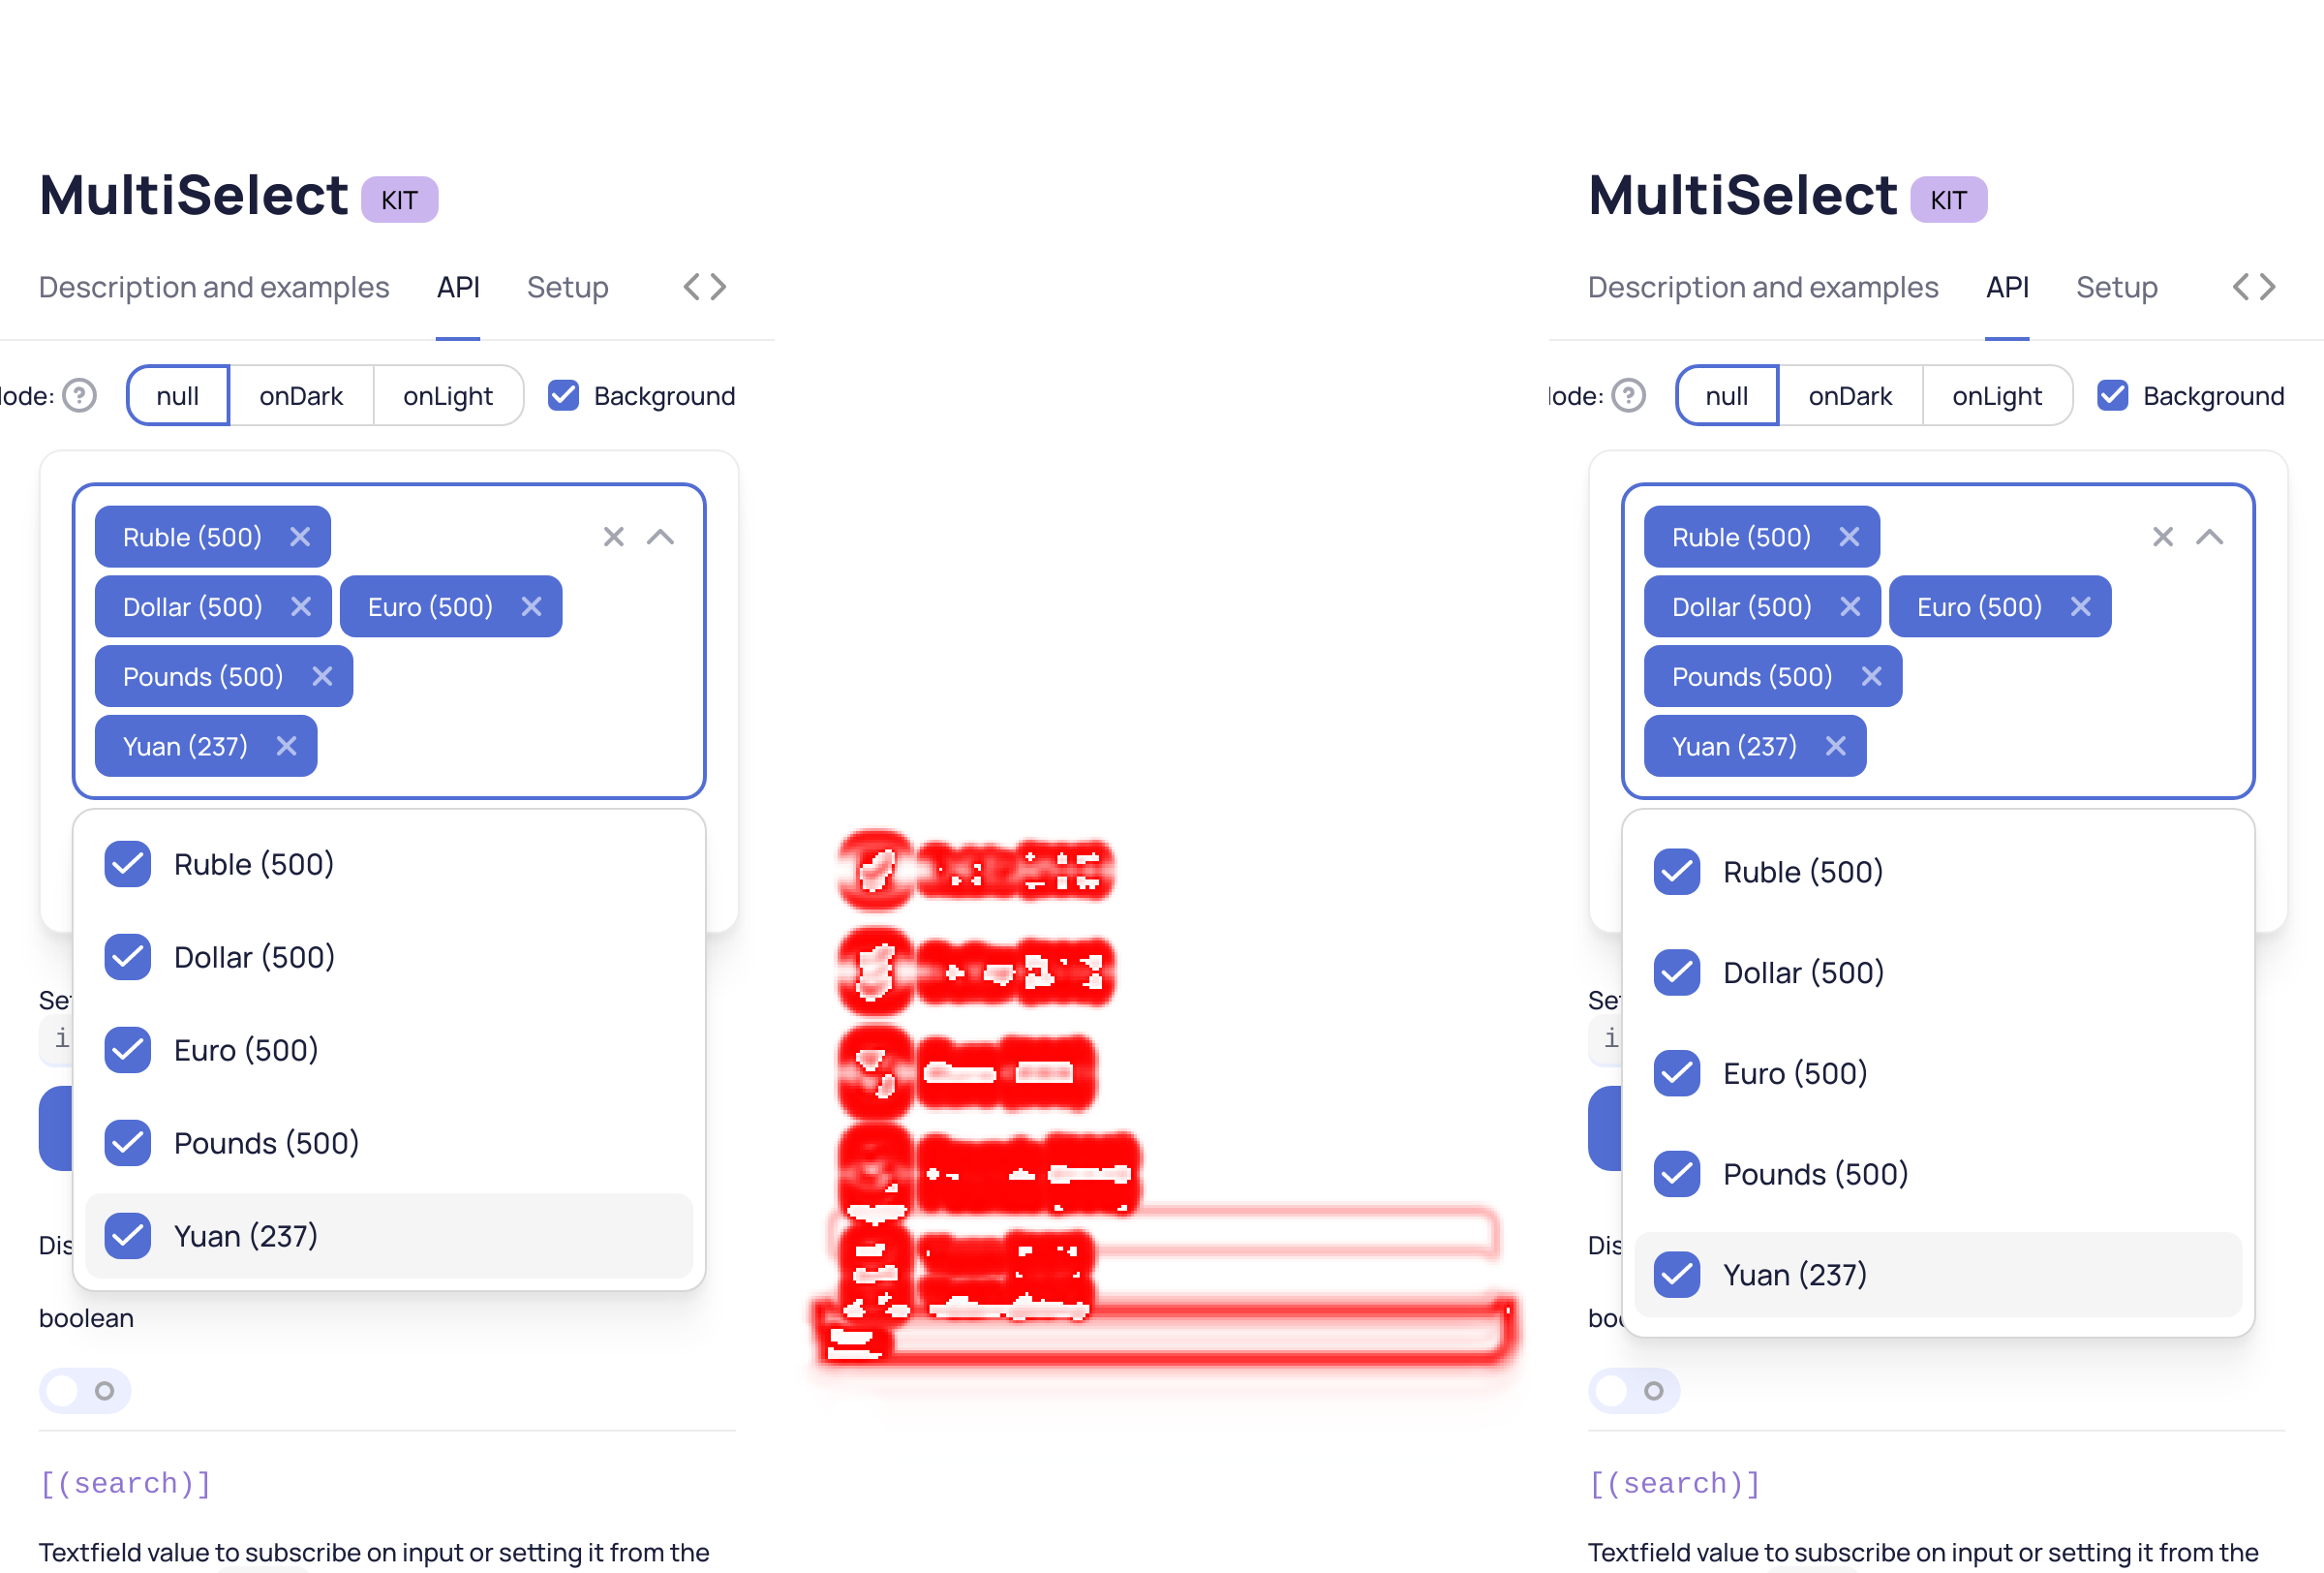 MultiSelect KIT
Description and examples API Setup
lode: ? null onDark onLight Background
Ruble (500)
Dollar (500) Euro (500)
Pounds (500)
Yuan (237)
Ruble (500)
Dollar (500)
Euro (500)
Pounds (500)
Yuan (237)
Se
i
Dis
boolean
[(search)]
Textfield value to subscribe on input or setting it from the
MultiSelect KIT
Description and examples API Setup
lode: ? null onDark onLight Background
Ruble (500)
Dollar (500) Euro (500)
Pounds (500)
Yuan (237)
Ruble (500)
Dollar (500)
Euro (500)
Pounds (500)
Yuan (237)
Se
i
Dis
boo
[(search)]
Textfield value to subscribe on input or setting it from the